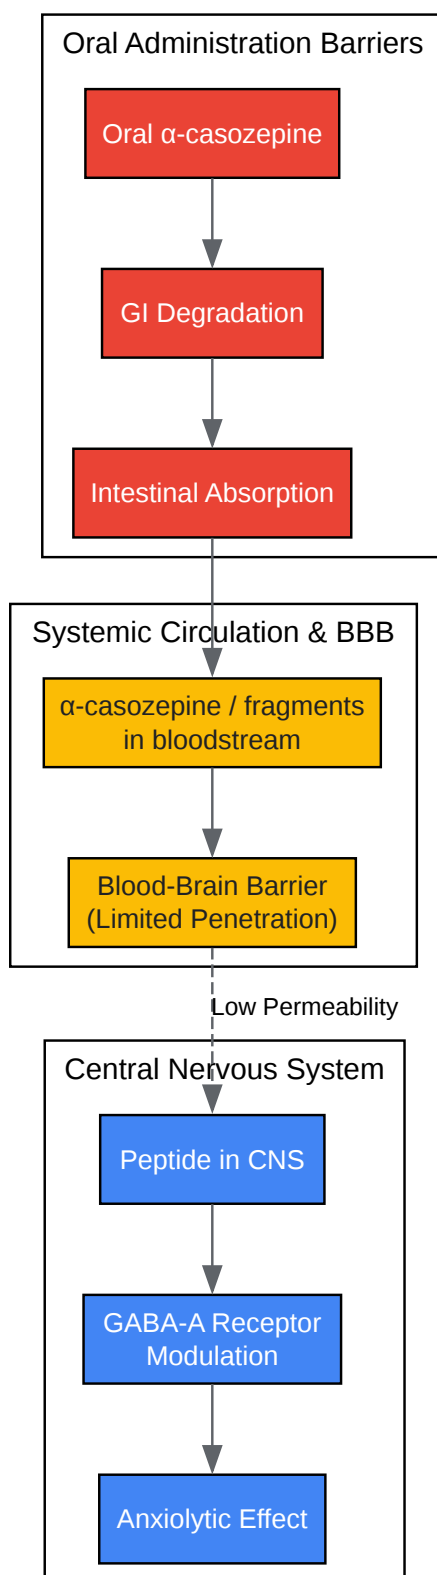 Oral Administration Barriers
Oral α-casozepine
GI Degradation
Intestinal Absorption
Systemic Circulation & BBB
α-casozepine / fragments
in bloodstream
Blood-Brain Barrier
(Limited Penetration)
Low Permeability
Central Nervous System
Peptide in CNS
GABA-A Receptor
Modulation
Anxiolytic Effect